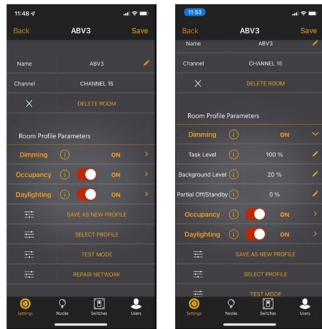 11:48
Back ABV3 Save
Name ABV3
Channel CHANNEL 15
DELETE ROOM
Room Profile Parameters
Dimming ON
Occupancy ON
Daylighting ON
SAVE AS NEW PROFILE
SELECT PROFILE
TEST MODE
REPAIR NETWORK
Settings Nodes Switches Users
11:53
Back ABV3 Save
Name ABV3
Channel CHANNEL 15
DELETE ROOM
Room Profile Parameters
Dimming ON
Task Level 100 %
Background Level 20 %
Partial Off/Standby 0 %
Occupancy ON
Daylighting ON
SAVE AS NEW PROFILE
SELECT PROFILE
TEST MODE
Settings Nodes Switches Users